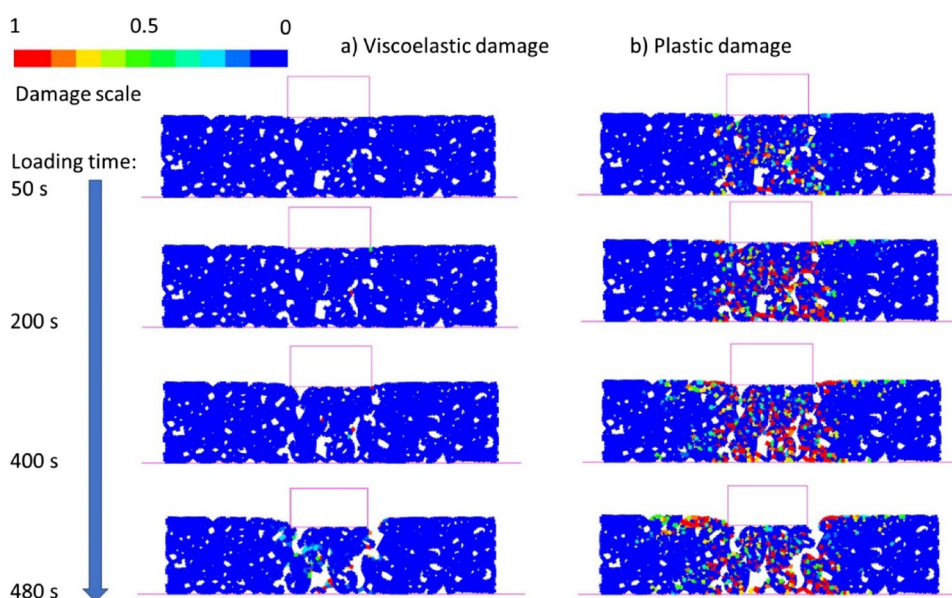 1 0.5 0
a) Viscoelastic damage b) Plastic damage
Damage scale
Loading time:
50 s
200 s
400 s
480 s